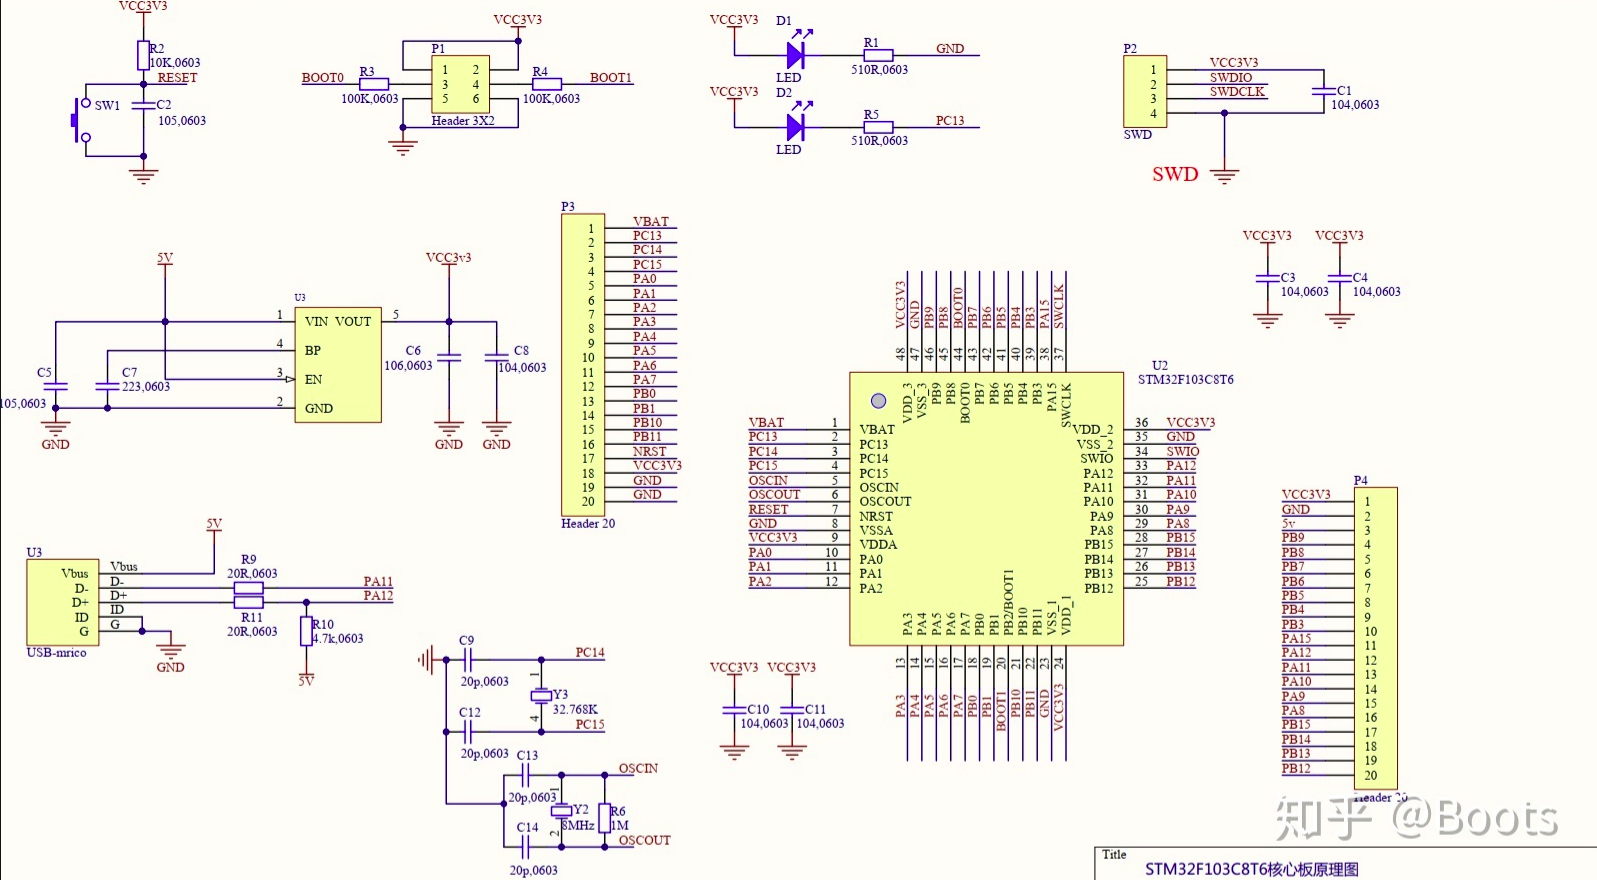 VCC3V3
R2
10K,0603
RESET
SW1
C2
105,0603
VCC3V3
P1
BOOT0
R3
100K,0603
1 2
3 4
5 6
R4
100K,0603
BOOT1
Header 3X2
VCC3V3
D1
LED
R1
510R,0603
GND
VCC3V3
D2
LED
R5
510R,0603
PC13
P2
1
2
3
4
SWD
VCC3V3
SWDIO
SWDCLK
C1
104,0603
SWD
5V
U3
VCC3v3
1 VIN VOUT 5
4 BP
3 EN
2 GND
C5
105,0603
C7
223,0603
C6
106,0603
C8
104,0603
GND
GND
GND
P3
1 VBAT
2 PC13
3 PC14
4 PC15
5 PA0
6 PA1
7 PA2
8 PA3
9 PA4
10 PA5
11 PA6
12 PA7
13 PB0
14 PB1
15 PB10
16 PB11
17 NRST
18 VCC3V3
19 GND
20 GND
Header 20
VCC3V3
C3
104,0603
VCC3V3
C4
104,0603
U2
STM32F103C8T6
VCC3V3 48 VDD_3
GND 47 VSS_3
PB9 46 PB9
PB8 45 PB8
BOOT0 44 BOOT0
PB7 43 PB7
PB6 42 PB6
PB5 41 PB5
PB4 40 PB4
PB3 39 PB3
PA15 38 PA15
SWCLK 37 SWCLK
VBAT 1 VBAT
PC13 2 PC13
PC14 3 PC14
PC15 4 PC15
OSCIN 5 OSCIN
OSCOUT 6 OSCOUT
RESET 7 NRST
GND 8 VSSA
VCC3V3 9 VDDA
PA0 10 PA0
PA1 11 PA1
PA2 12 PA2
VDD_2 36 VCC3V3
VSS_2 35 GND
SWIO 34 SWIO
PA12 33 PA12
PA11 32 PA11
PA10 31 PA10
PA9 30 PA9
PA8 29 PA8
PB15 28 PB15
PB14 27 PB14
PB13 26 PB13
PB12 25 PB12
PA3 13 PA3
PA4 14 PA4
PA5 15 PA5
PA6 16 PA6
PA7 17 PA7
PB0 18 PB0
PB1 19 PB1
PB2/BOOT1 20 BOOT1
PB10 21 PB10
PB11 22 PB11
VSS_1 23 GND
VDD_1 24 VCC3V3
P4
VCC3V3 1
GND 2
5v 3
PB9 4
PB8 5
PB7 6
PB6 7
PB5 8
PB4 9
PB3 10
PA15 11
PA12 12
PA11 13
PA10 14
PA9 15
PA8 16
PB15 17
PB14 18
PB13 19
PB12 20
Header 20
5V
U3
Vbus Vbus
D- D-
D+ D+
ID ID
G G
USB-mrico
GND
R9
20R,0603
PA11
PA12
R11
20R,0603
R10
4.7k,0603
5V
C9
20p,0603
PC14
1
Y3
32.768K
4
PC15
C12
20p,0603
C13
20p,0603
OSCIN
1
Y2
8MHz
2
R6
1M
OSCOUT
C14
20p,0603
VCC3V3
C10
104,0603
VCC3V3
C11
104,0603
知乎 @Boots
Title
STM32F103C8T6核心板原理图